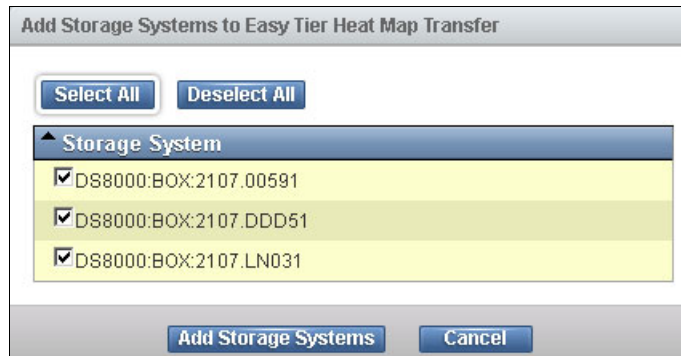 Add Storage Systems to Easy Tier Heat Map Transfer
Select All Deselect All
Storage System
DS8000:BOX:2107.00591
DS8000:BOX:2107.DDD51
DS8000:BOX:2107.LN031
Add Storage Systems Cancel